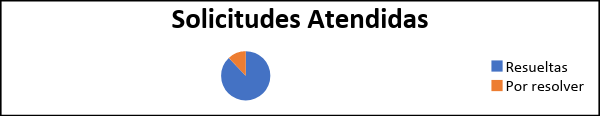 Solicitudes Atendidas
Resueltas
Por resolver